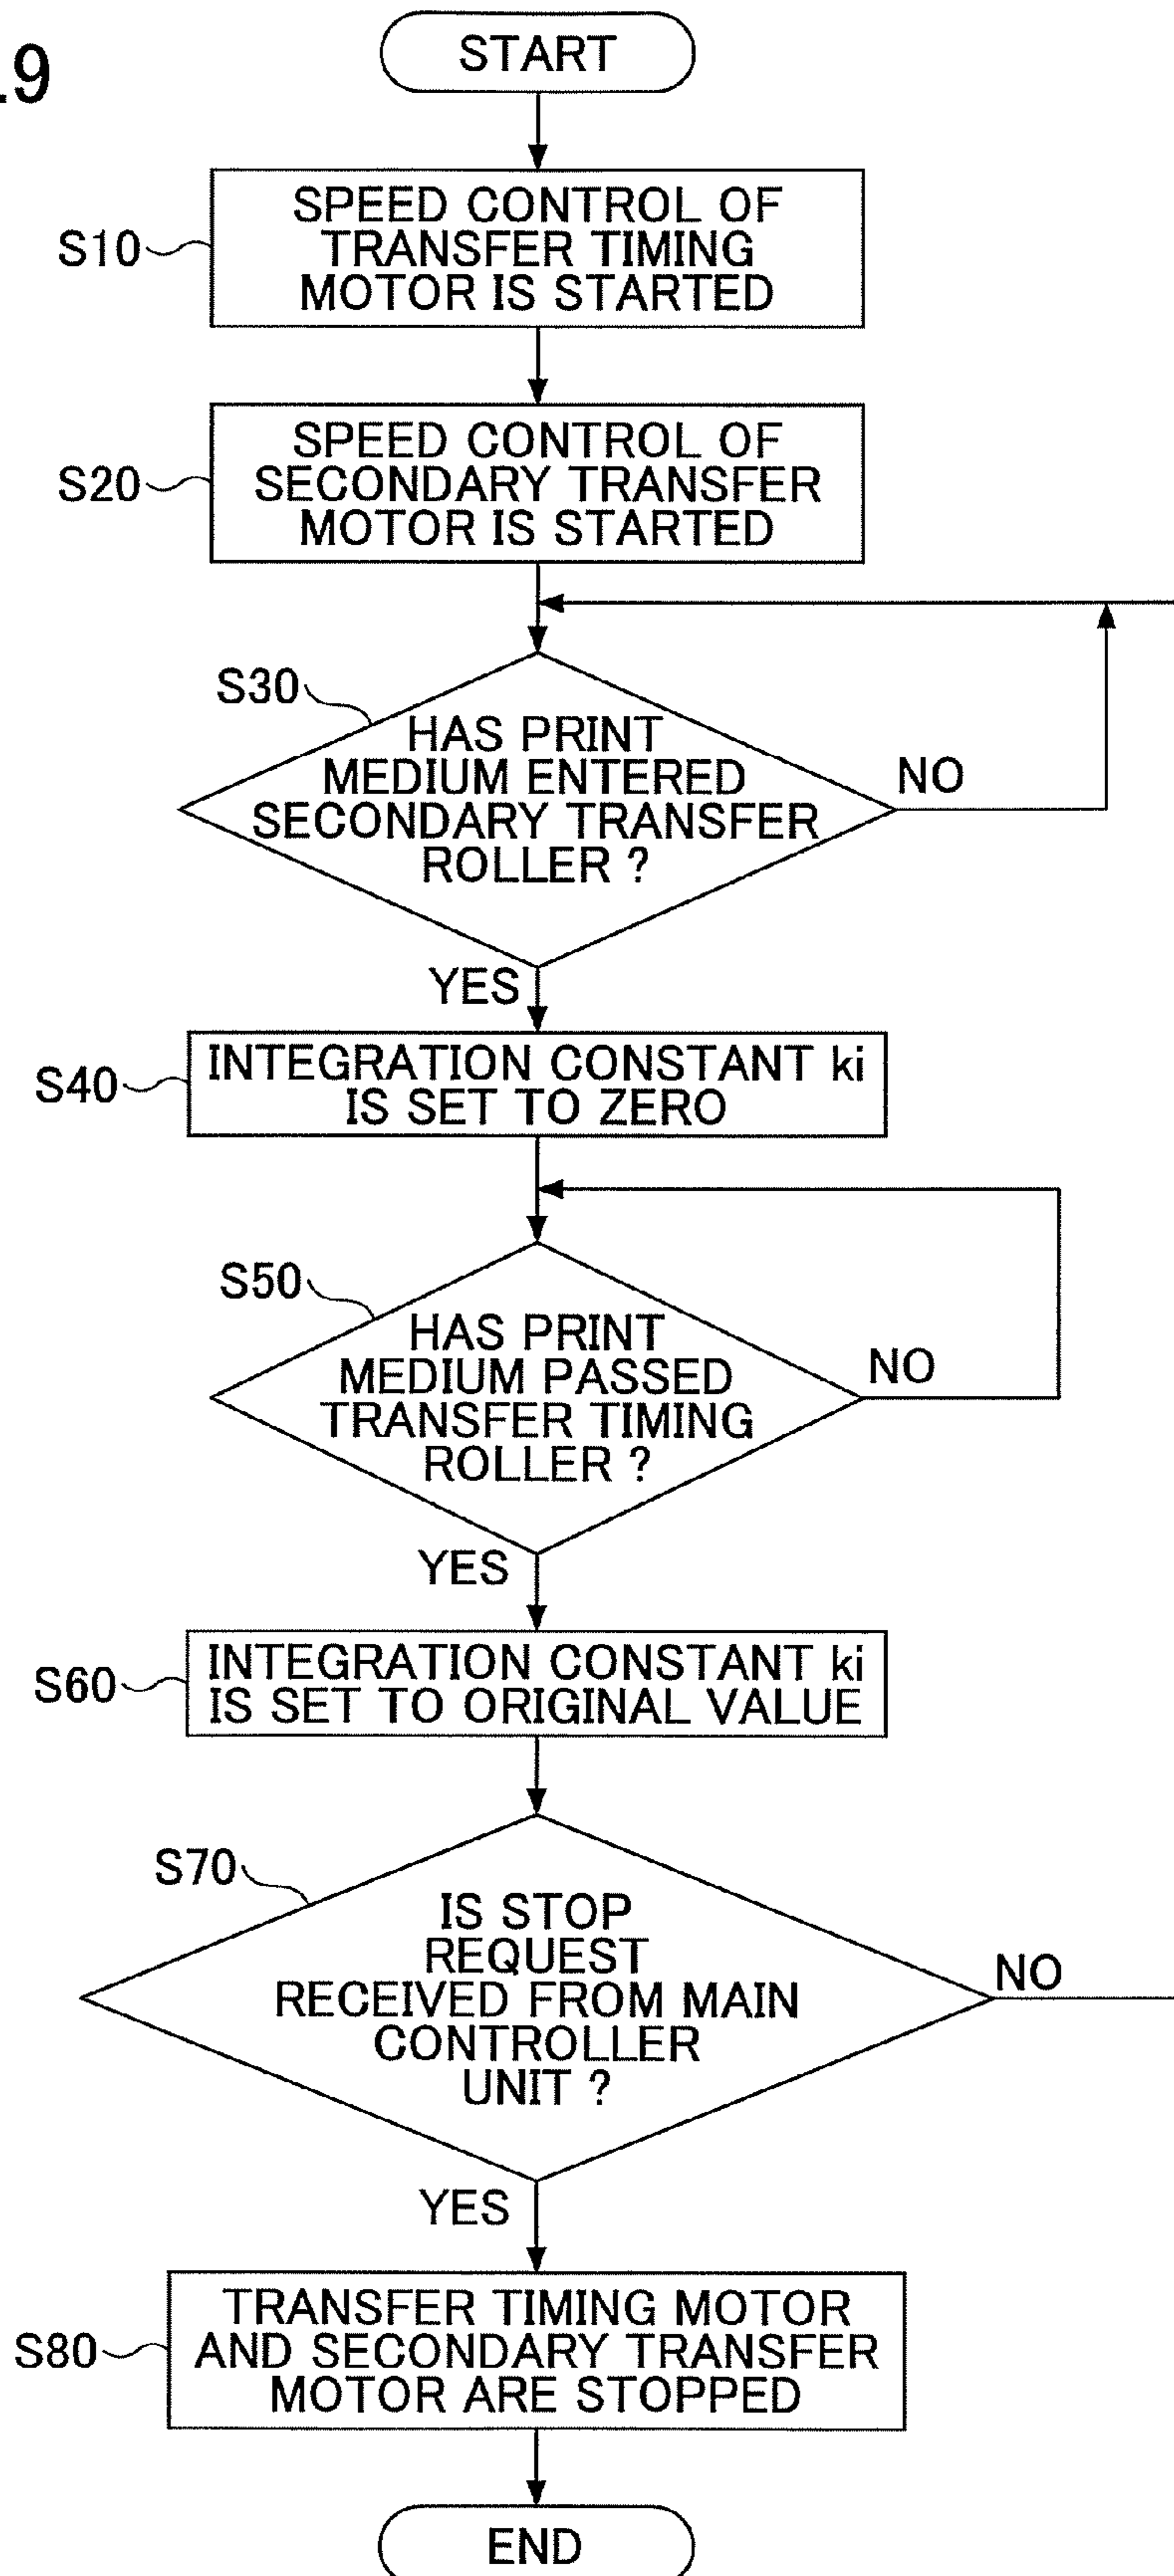 .9
START
S10
SPEED CONTROL OF
TRANSFER TIMING
MOTOR IS STARTED
S20
SPEED CONTROL OF
SECONDARY TRANSFER
MOTOR IS STARTED
S30
HAS PRINT
MEDIUM ENTERED
SECONDARY TRANSFER
ROLLER ?
NO
YES
S40
INTEGRATION CONSTANT ki
IS SET TO ZERO
S50
HAS PRINT
MEDIUM PASSED
TRANSFER TIMING
ROLLER ?
NO
YES
S60
INTEGRATION CONSTANT ki
IS SET TO ORIGINAL VALUE
S70
IS STOP
REQUEST
RECEIVED FROM MAIN
CONTROLLER
UNIT ?
NO
YES
S80
TRANSFER TIMING MOTOR
AND SECONDARY TRANSFER
MOTOR ARE STOPPED
END